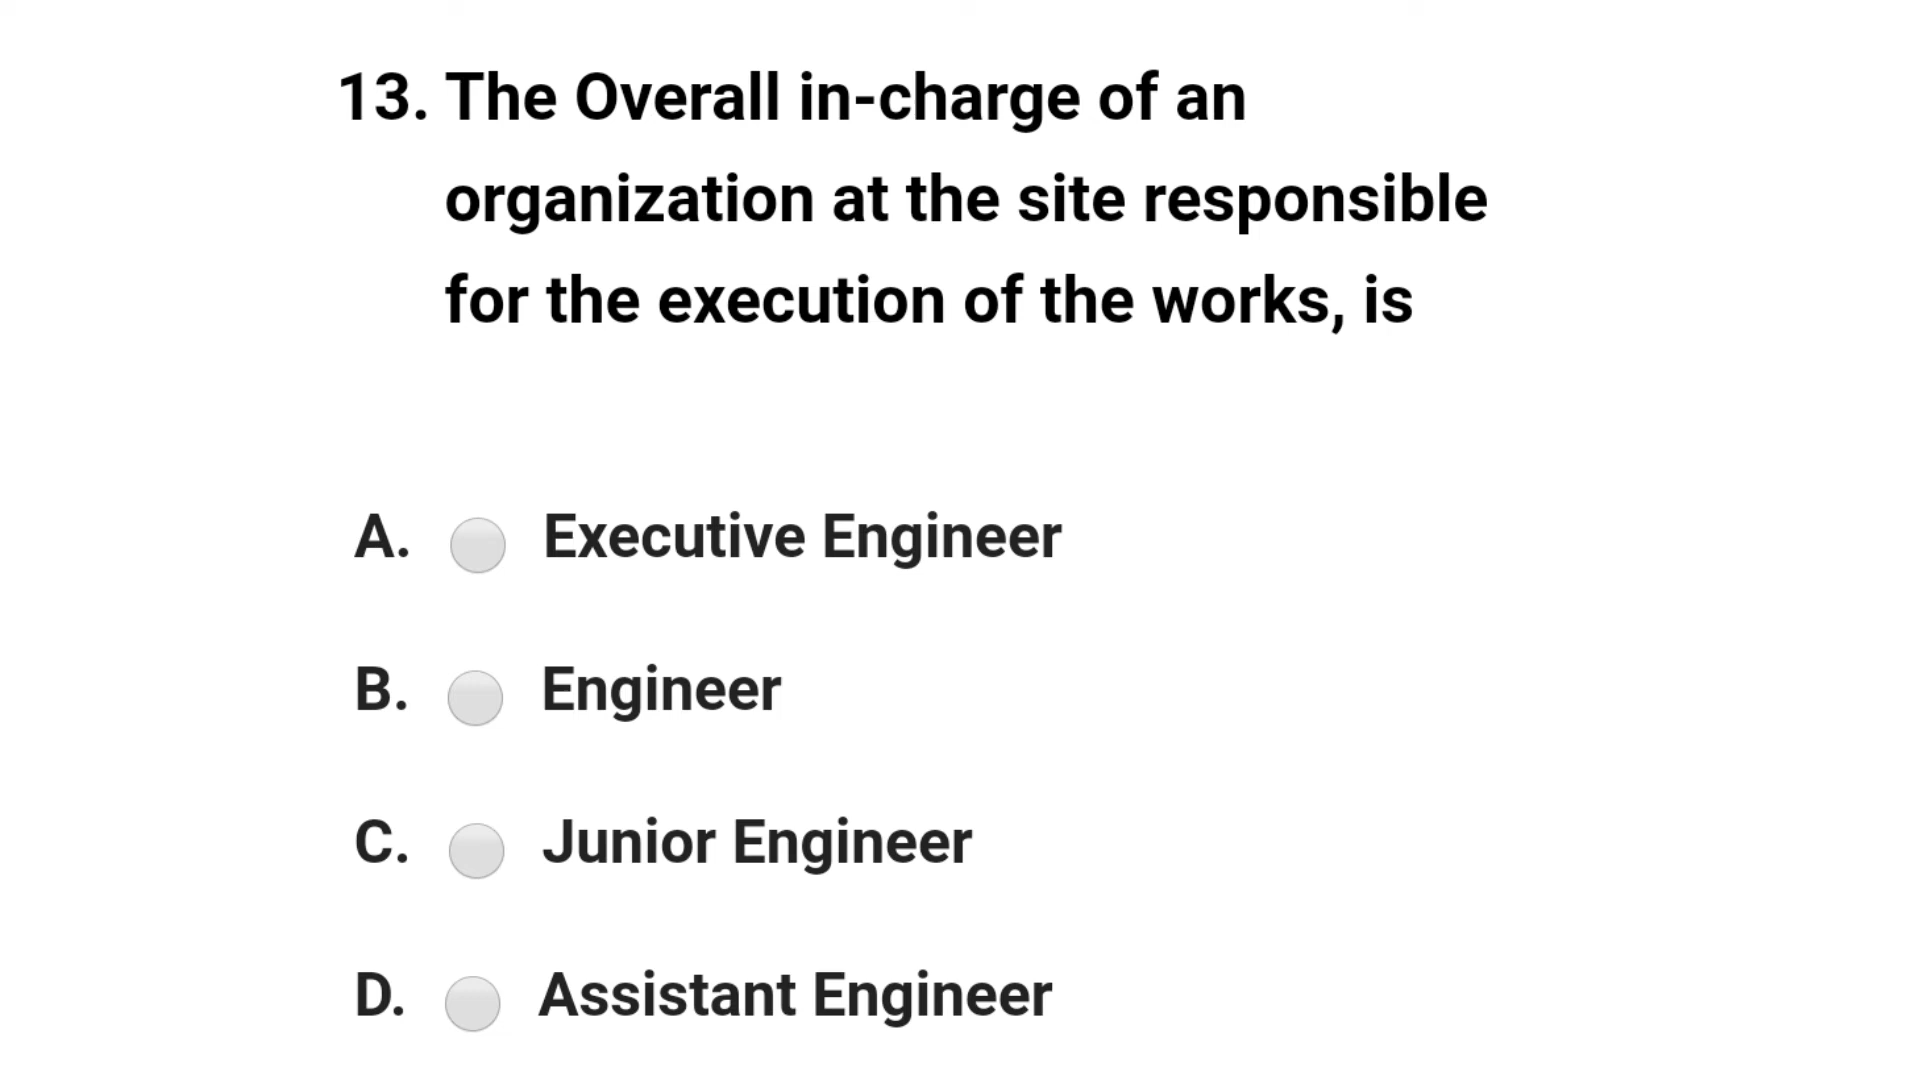 13. The Overall in-charge of an
organization at the site responsible
for the execution of the works, is
A. Executive Engineer
B. Engineer
C. Junior Engineer
D. Assistant Engineer